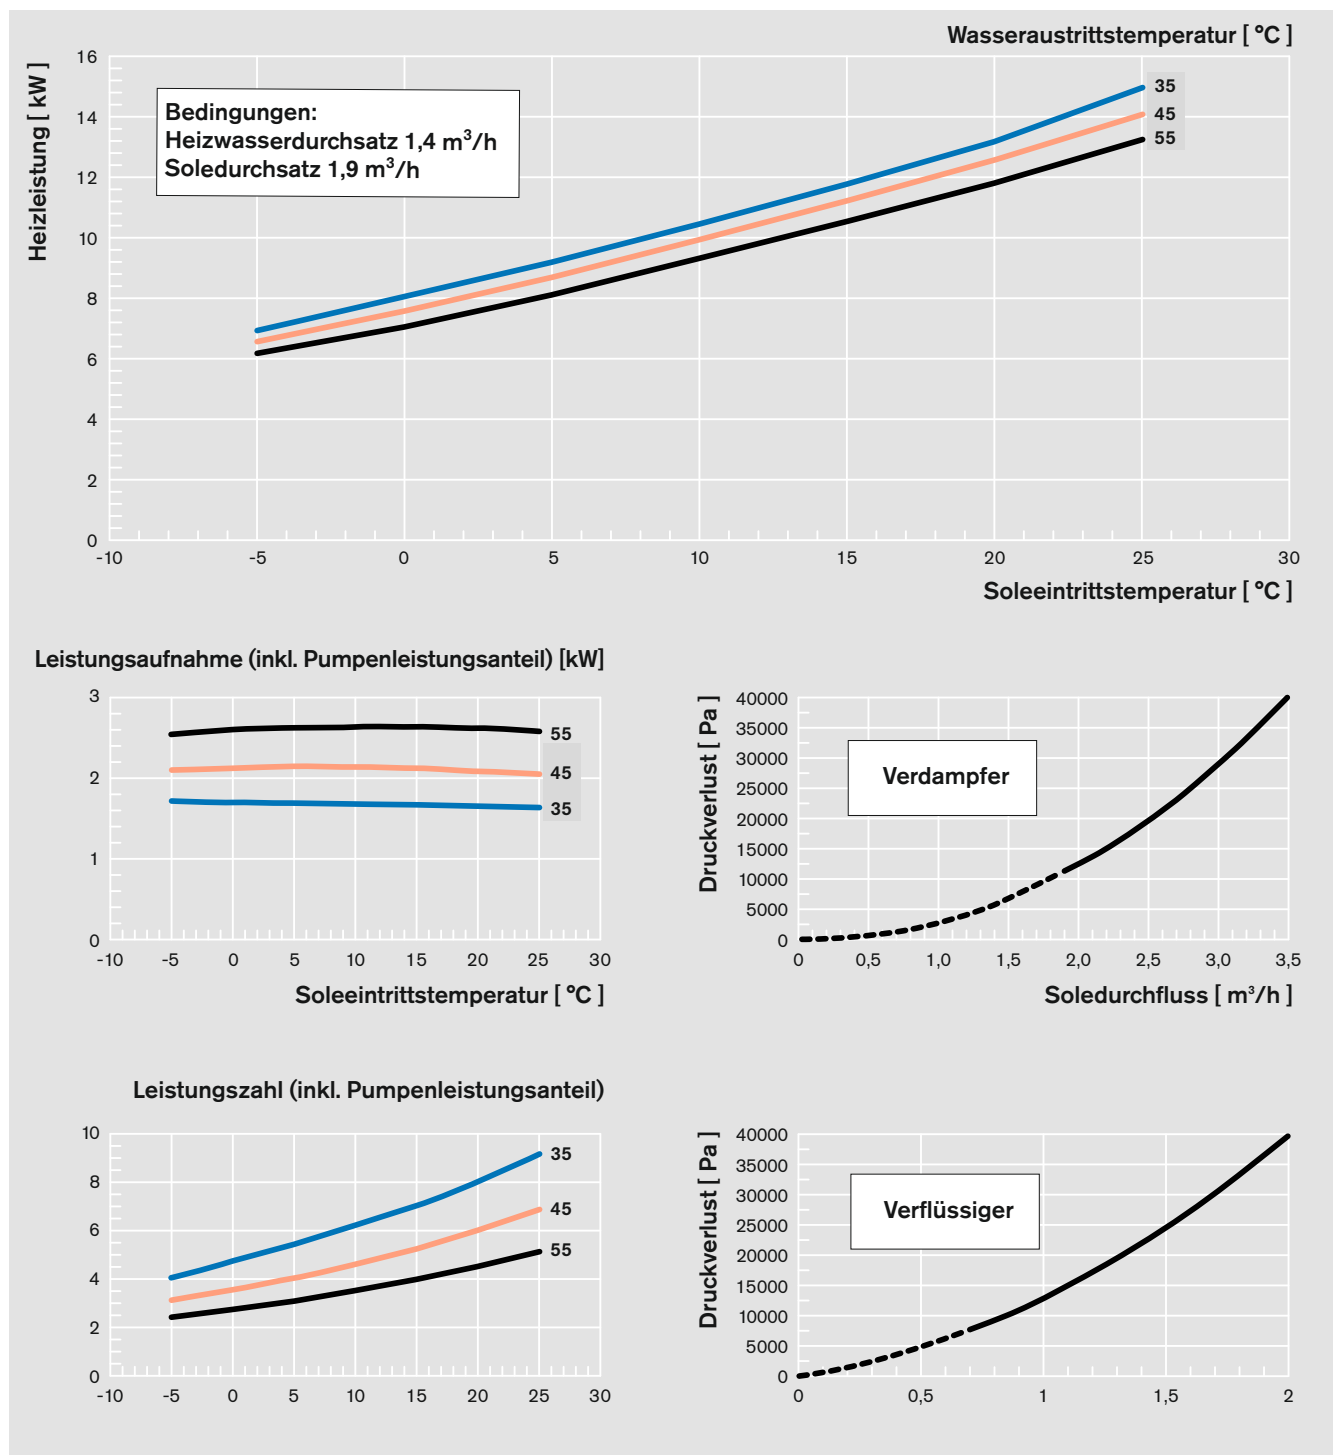 Wasseraustrittstemperatur [ °C ]
Heizleistung [ kW ]
16
14
12
10
8
6
4
2
0
Bedingungen:
Heizwasserdurchsatz 1,4 m³/h
Soledurchsatz 1,9 m³/h
35
45
55
-10 -5 0 5 10 15 20 25 30
Soleeintrittstemperatur [ °C ]
Leistungsaufnahme (inkl. Pumpenleistungsanteil) [kW]
3
2
1
0
55
45
35
-10 -5 0 5 10 15 20 25 30
Soleeintrittstemperatur [ °C ]
Druckverlust [ Pa ]
40000
35000
30000
25000
20000
15000
10000
5000
0
Verdampfer
0 0,5 1,0 1,5 2,0 2,5 3,0 3,5
Soledurchfluss [ m³/h ]
Leistungszahl (inkl. Pumpenleistungsanteil)
10
8
6
4
2
0
35
45
55
-10 -5 0 5 10 15 20 25 30
Druckverlust [ Pa ]
40000
35000
30000
25000
20000
15000
10000
5000
0
Verflüssiger
0 0,5 1 1,5 2